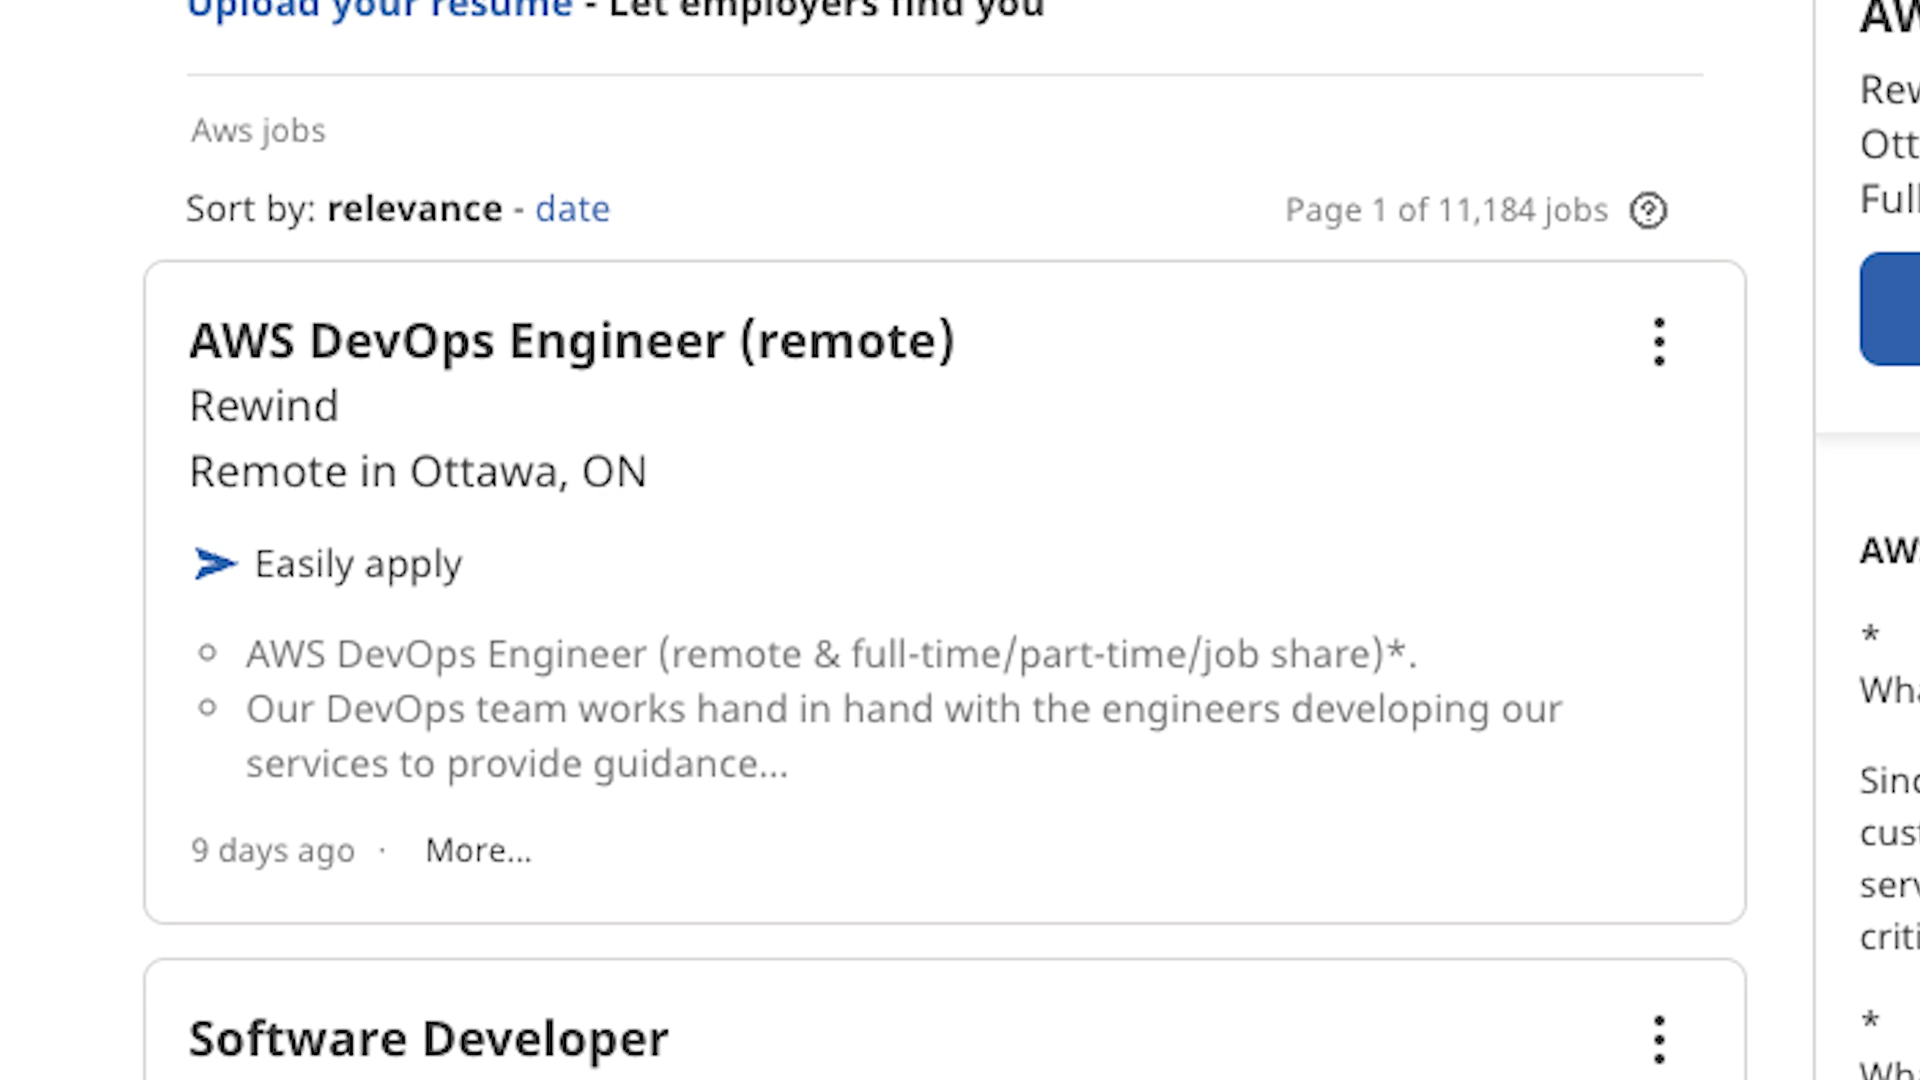 Upload your resume - Let employers find you
Aws jobs
Sort by: relevance - date
Page 1 of 11,184 jobs
AWS DevOps Engineer (remote)
Rewind
Remote in Ottawa, ON
Easily apply
AWS DevOps Engineer (remote & full-time/part-time/job share)*.
Our DevOps team works hand in hand with the engineers developing our
services to provide guidance...
9 days ago · More...
Software Developer
*
*